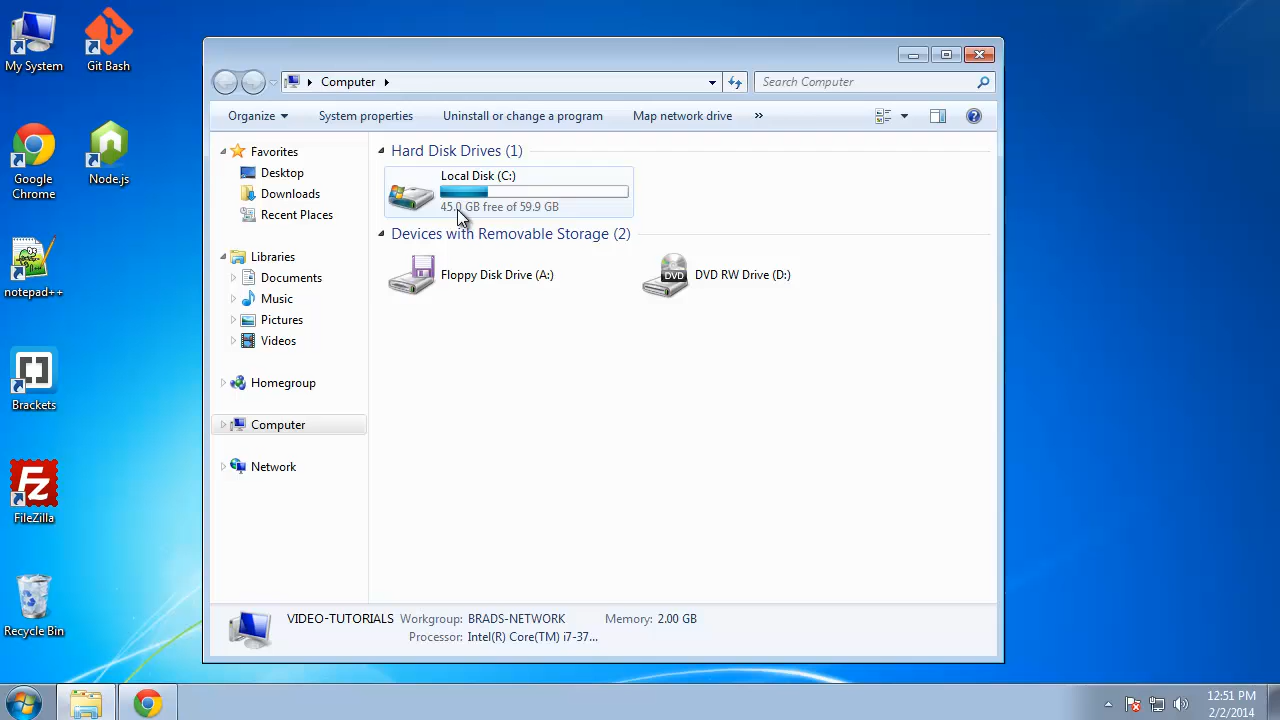 My System
Git Bash
Google
Chrome
Node.js
notepad++
Brackets
FileZilla
Recycle Bin
Computer
Search Computer
Organize
System properties
Uninstall or change a program
Map network drive
»
Favorites
Desktop
Downloads
Recent Places
Libraries
Documents
Music
Pictures
Videos
Homegroup
Computer
Network
Hard Disk Drives (1)
Local Disk (C:)
45.0 GB free of 59.9 GB
Devices with Removable Storage (2)
Floppy Disk Drive (A:)
DVD
DVD RW Drive (D:)
VIDEO-TUTORIALS Workgroup: BRADS-NETWORK Memory: 2.00 GB
Processor: Intel(R) Core(TM) i7-37...
12:51 PM
2/2/2014